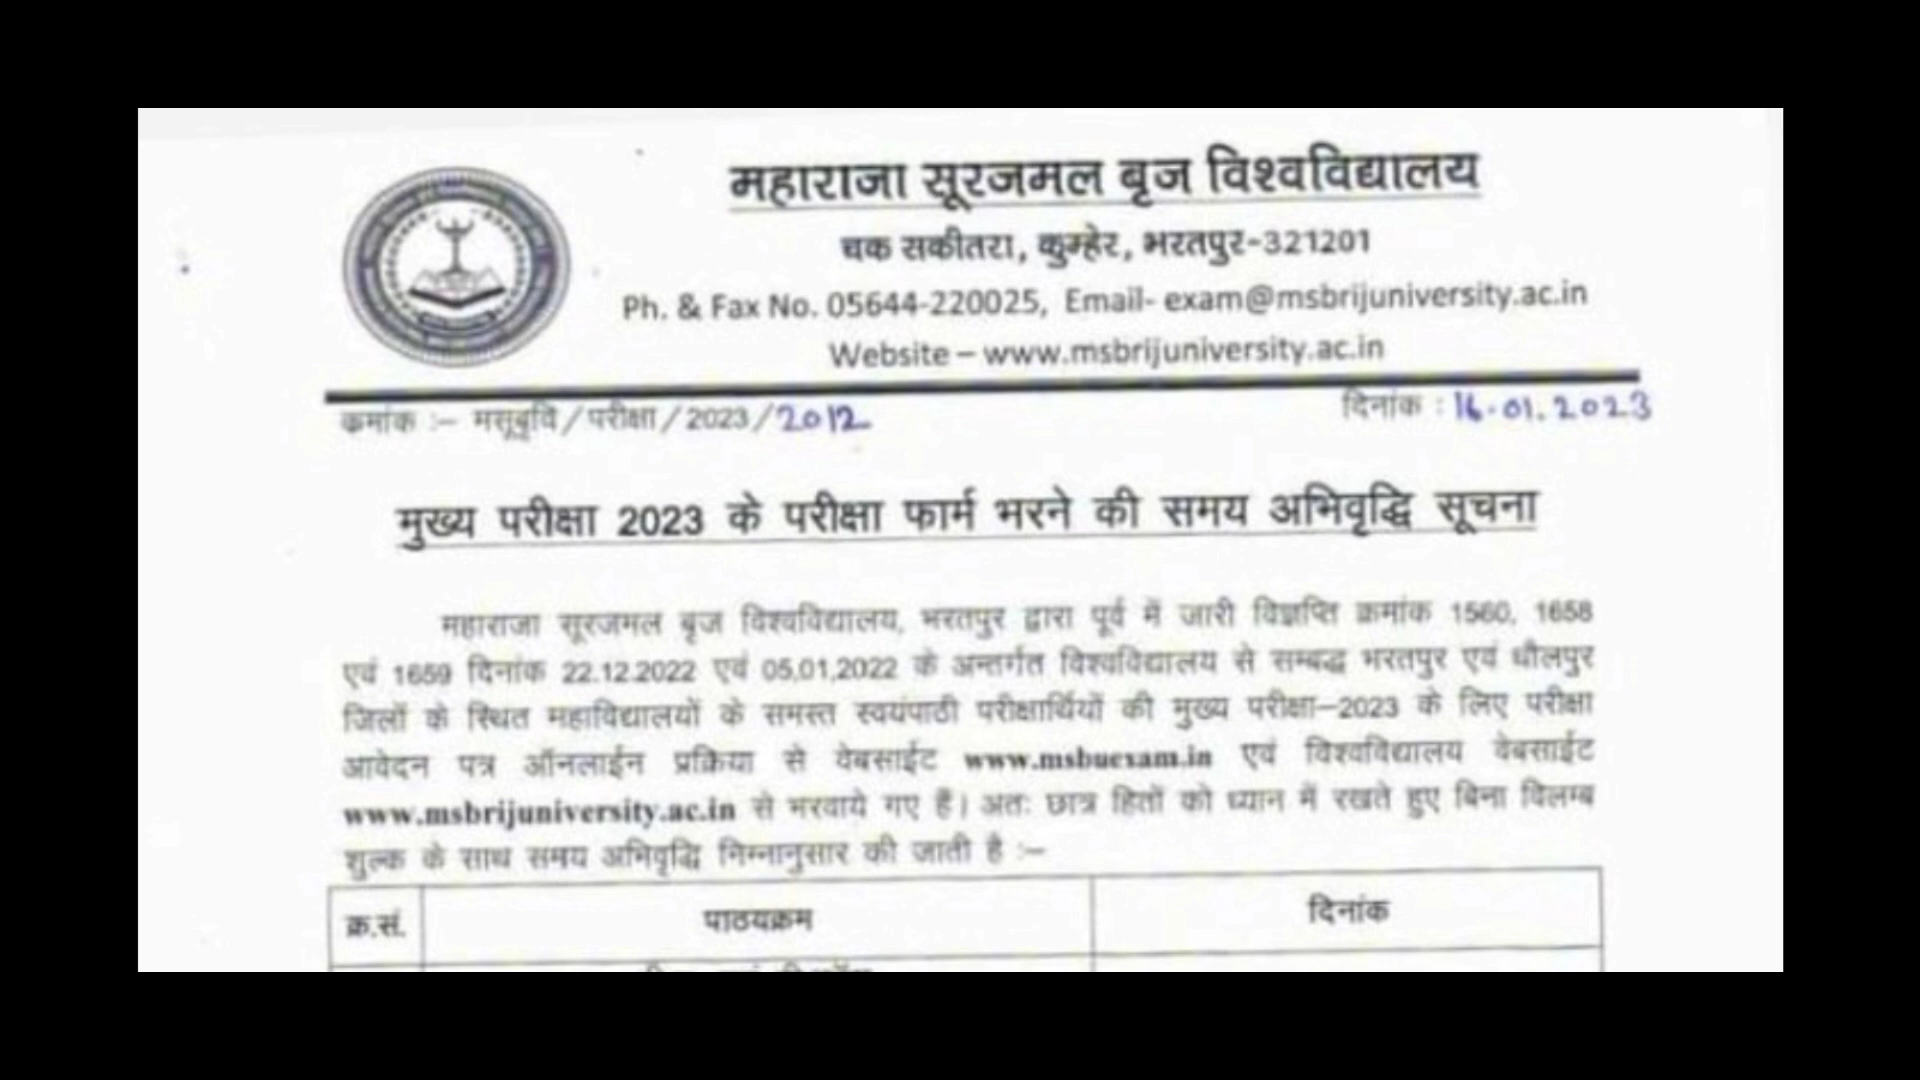 महाराजा सूरजमल बृज विश्वविद्यालय
चक सकीतरा, कुम्हेर, भरतपुर-321201
Ph. & Fax No. 05644-220025, Email- exam@msbrijuniversity.ac.in
Website – www.msbrijuniversity.ac.in
कमांक :– मसूबृवि/परीक्षा/2023/2012
दिनांक : 16.01.2023
मुख्य परीक्षा 2023 के परीक्षा फार्म भरने की समय अभिवृद्धि सूचना
महाराजा सूरजमल बृज विश्वविद्यालय, भरतपुर द्वारा पूर्व में जारी विज्ञप्ति क्रमांक 1560, 1658
एवं 1659 दिनांक 22.12.2022 एवं 05.01.2022 के अन्तर्गत विश्वविद्यालय से सम्बद्ध भरतपुर एवं धौलपुर
जिलों के स्थित महाविद्यालयों के समस्त स्वयंपाठी परीक्षार्थियों की मुख्य परीक्षा–2023 के लिए परीक्षा
आवेदन पत्र ऑनलाईन प्रक्रिया से वेबसाईट www.msbuexam.in एवं विश्वविद्यालय वेबसाईट
www.msbrijuniversity.ac.in से भरवाये गए हैं। अतः छात्र हितों को ध्यान में रखते हुए बिना विलम्ब
शुल्क के साथ समय अभिवृद्धि निम्नानुसार की जाती है :–
क्र.सं. पाठयक्रम दिनांक